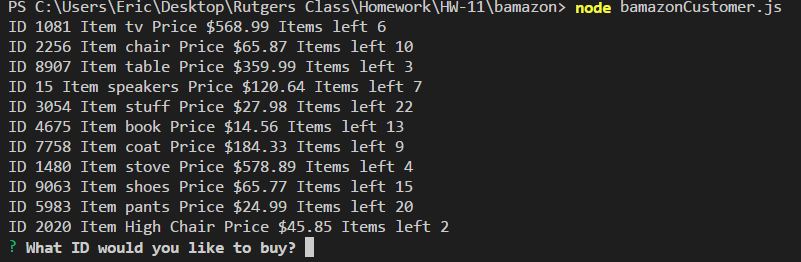 PS C:\Users\Eric\Desktop\Rutgers Class\Homework\HW-11\bamazon> node bamazonCustomer.js
ID 1081 Item tv Price $568.99 Items left 6
ID 2256 Item chair Price $65.87 Items left 10
ID 8907 Item table Price $359.99 Items left 3
ID 15 Item speakers Price $120.64 Items left 7
ID 3054 Item stuff Price $27.98 Items left 22
ID 4675 Item book Price $14.56 Items left 13
ID 7758 Item coat Price $184.33 Items left 9
ID 1480 Item stove Price $578.89 Items left 4
ID 9063 Item shoes Price $65.77 Items left 15
ID 5983 Item pants Price $24.99 Items left 20
ID 2020 Item High Chair Price $45.85 Items left 2
? What ID would you like to buy?